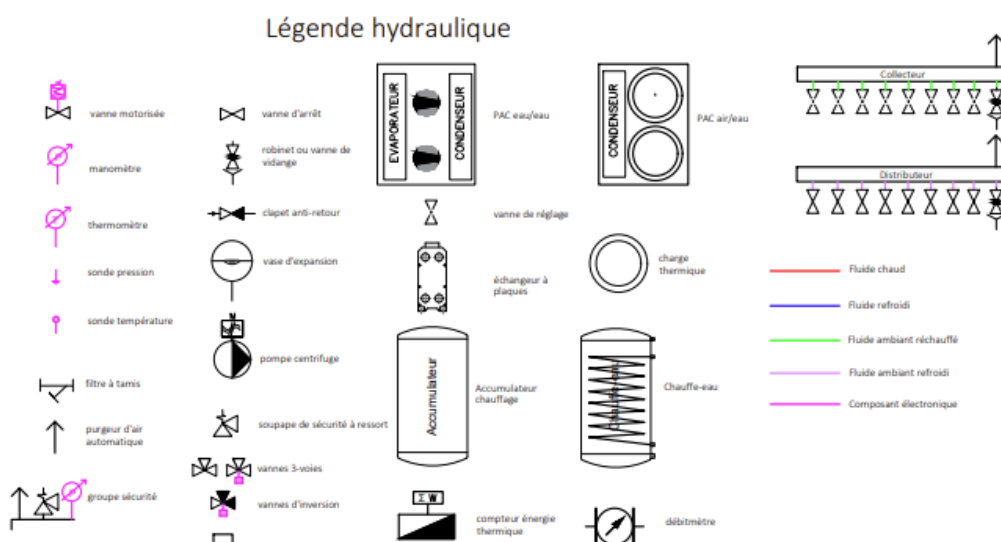 Légende hydraulique
vanne motorisée
manomètre
thermomètre
sonde pression
sonde température
filtre à tamis
purgeur d'air
automatique
groupe sécurité
vanne d'arrêt
robinet ou vanne de
vidange
clapet anti-retour
vase d'expansion
M
pompe centrifuge
soupape de sécurité à ressort
vannes 3-voies
vannes d'inversion
EVAPORATEUR
CONDENSEUR
PAC eau/eau
vanne de réglage
échangeur à
plaques
Accumulateur
Accumulateur
chauffage
Σ W
compteur énergie
thermique
CONDENSEUR
PAC air/eau
charge
thermique
Chauffe-eau
Chauffe-eau
débitmètre
Collecteur
Distributeur
Fluide chaud
Fluide refroidi
Fluide ambiant réchauffé
Fluide ambiant refroidi
Composant électronique